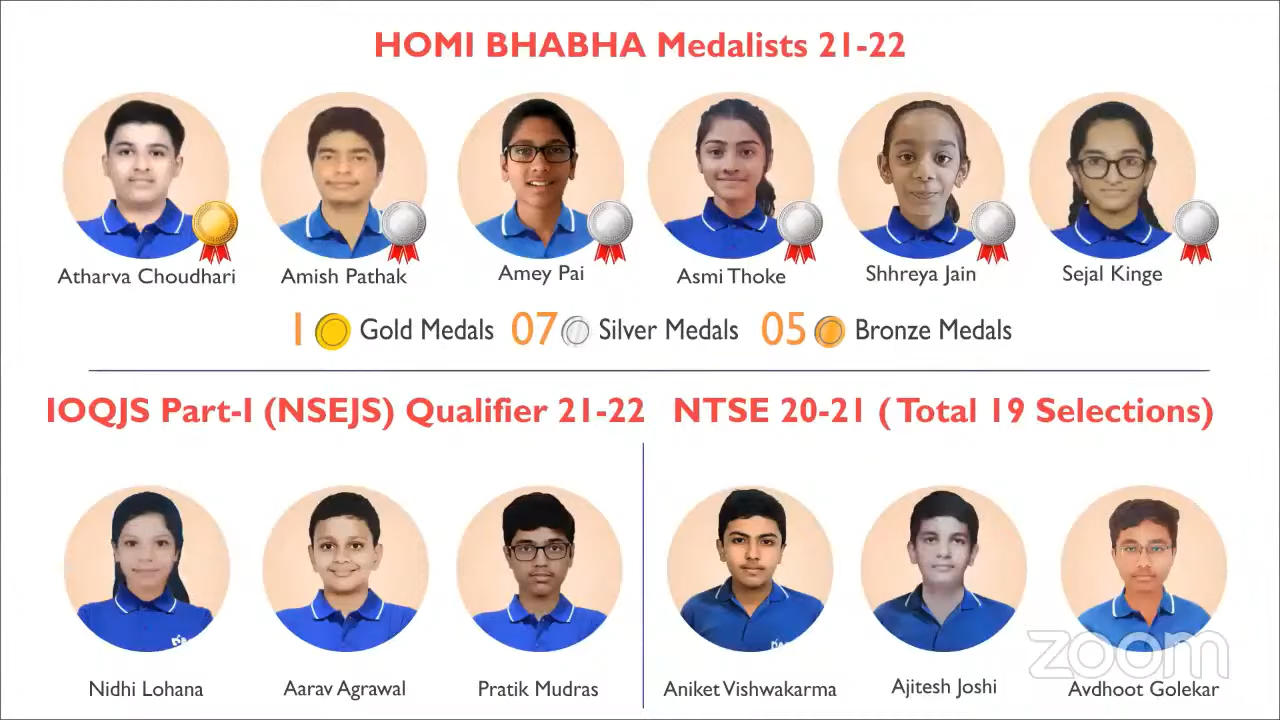 HOMI BHABHA Medalists 21-22
Atharva Choudhari
Amish Pathak
Amey Pai
Asmi Thoke
Shhreya Jain
Sejal Kinge
1 Gold Medals 07 Silver Medals 05 Bronze Medals
IOQJS Part-I (NSEJS) Qualifier 21-22
Nidhi Lohana
Aarav Agrawal
Pratik Mudras
NTSE 20-21 ( Total 19 Selections)
Aniket Vishwakarma
Ajitesh Joshi
Avdhoot Golekar
zoom